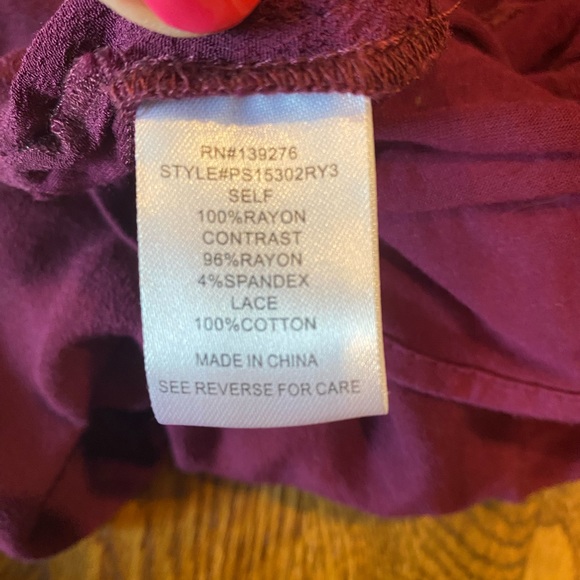 RN#139276
STYLE#PS15302RY3
SELF
100%RAYON
CONTRAST
96%RAYON
4%SPANDEX
LACE
100%COTTON
MADE IN CHINA
SEE REVERSE FOR CARE